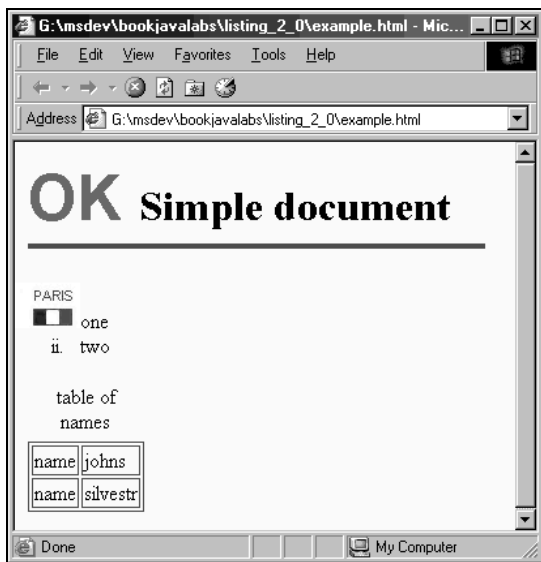 G:\msdev\bookjavalabs\listing_2_0\example.html - Mic...
File Edit View Favorites Tools Help
Address G:\msdev\bookjavalabs\listing_2_0\example.html
OK Simple document
PARIS
one
ii. two
table of
names
name johns
name silvestr
Done My Computer